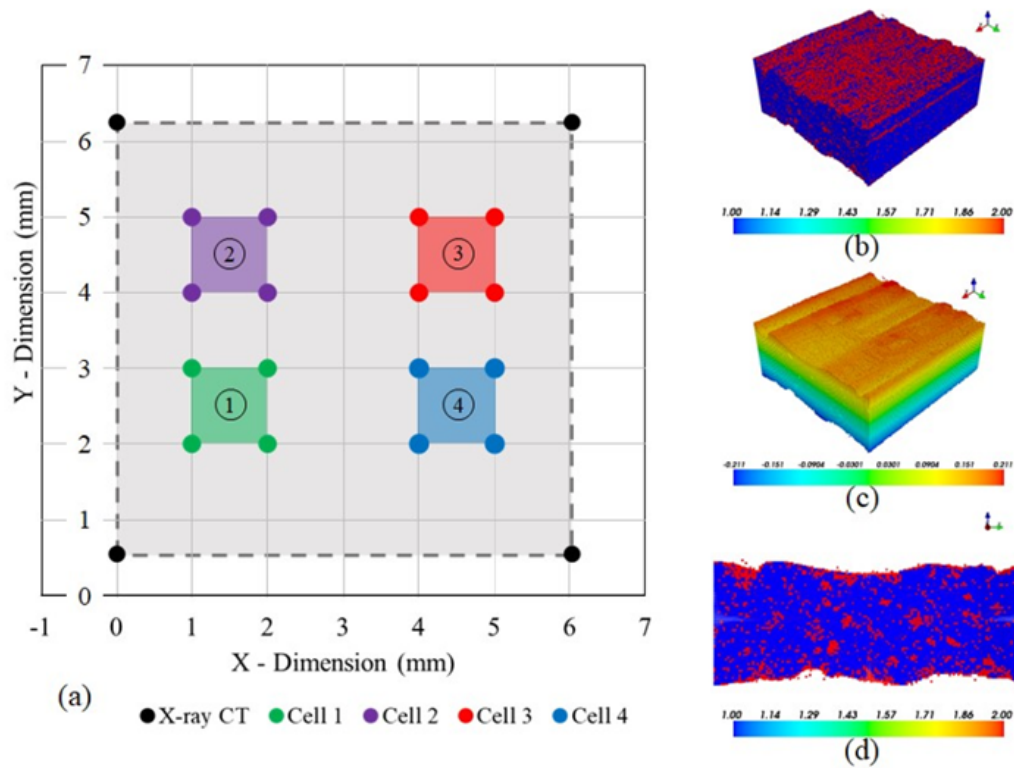 7
6
5
4
3
2
1
0
Y - Dimension (mm)
2
3
1
4
-1 0 1 2 3 4 5 6 7
X - Dimension (mm)
(a)
X-ray CT Cell 1 Cell 2 Cell 3 Cell 4
1.00 1.14 1.29 1.43 1.57 1.71 1.86 2.00
(b)
-0.211 -0.151 -0.0904 -0.0301 0.0301 0.0904 0.151 0.211
(c)
1.00 1.14 1.29 1.43 1.57 1.71 1.86 2.00
(d)